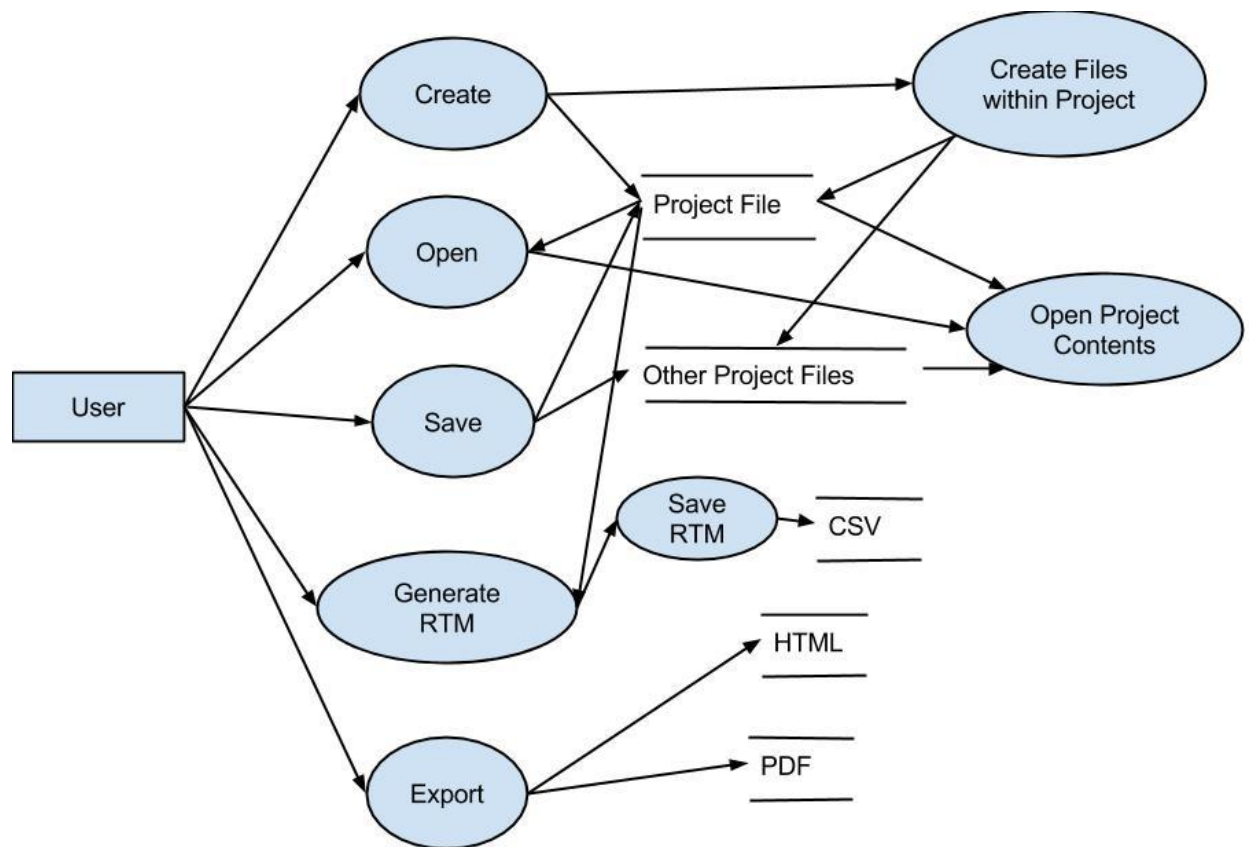 Create
Create Files
within Project
Project File
Open
Open Project
Contents
Other Project Files
User
Save
Save
RTM
CSV
Generate
RTM
HTML
PDF
Export